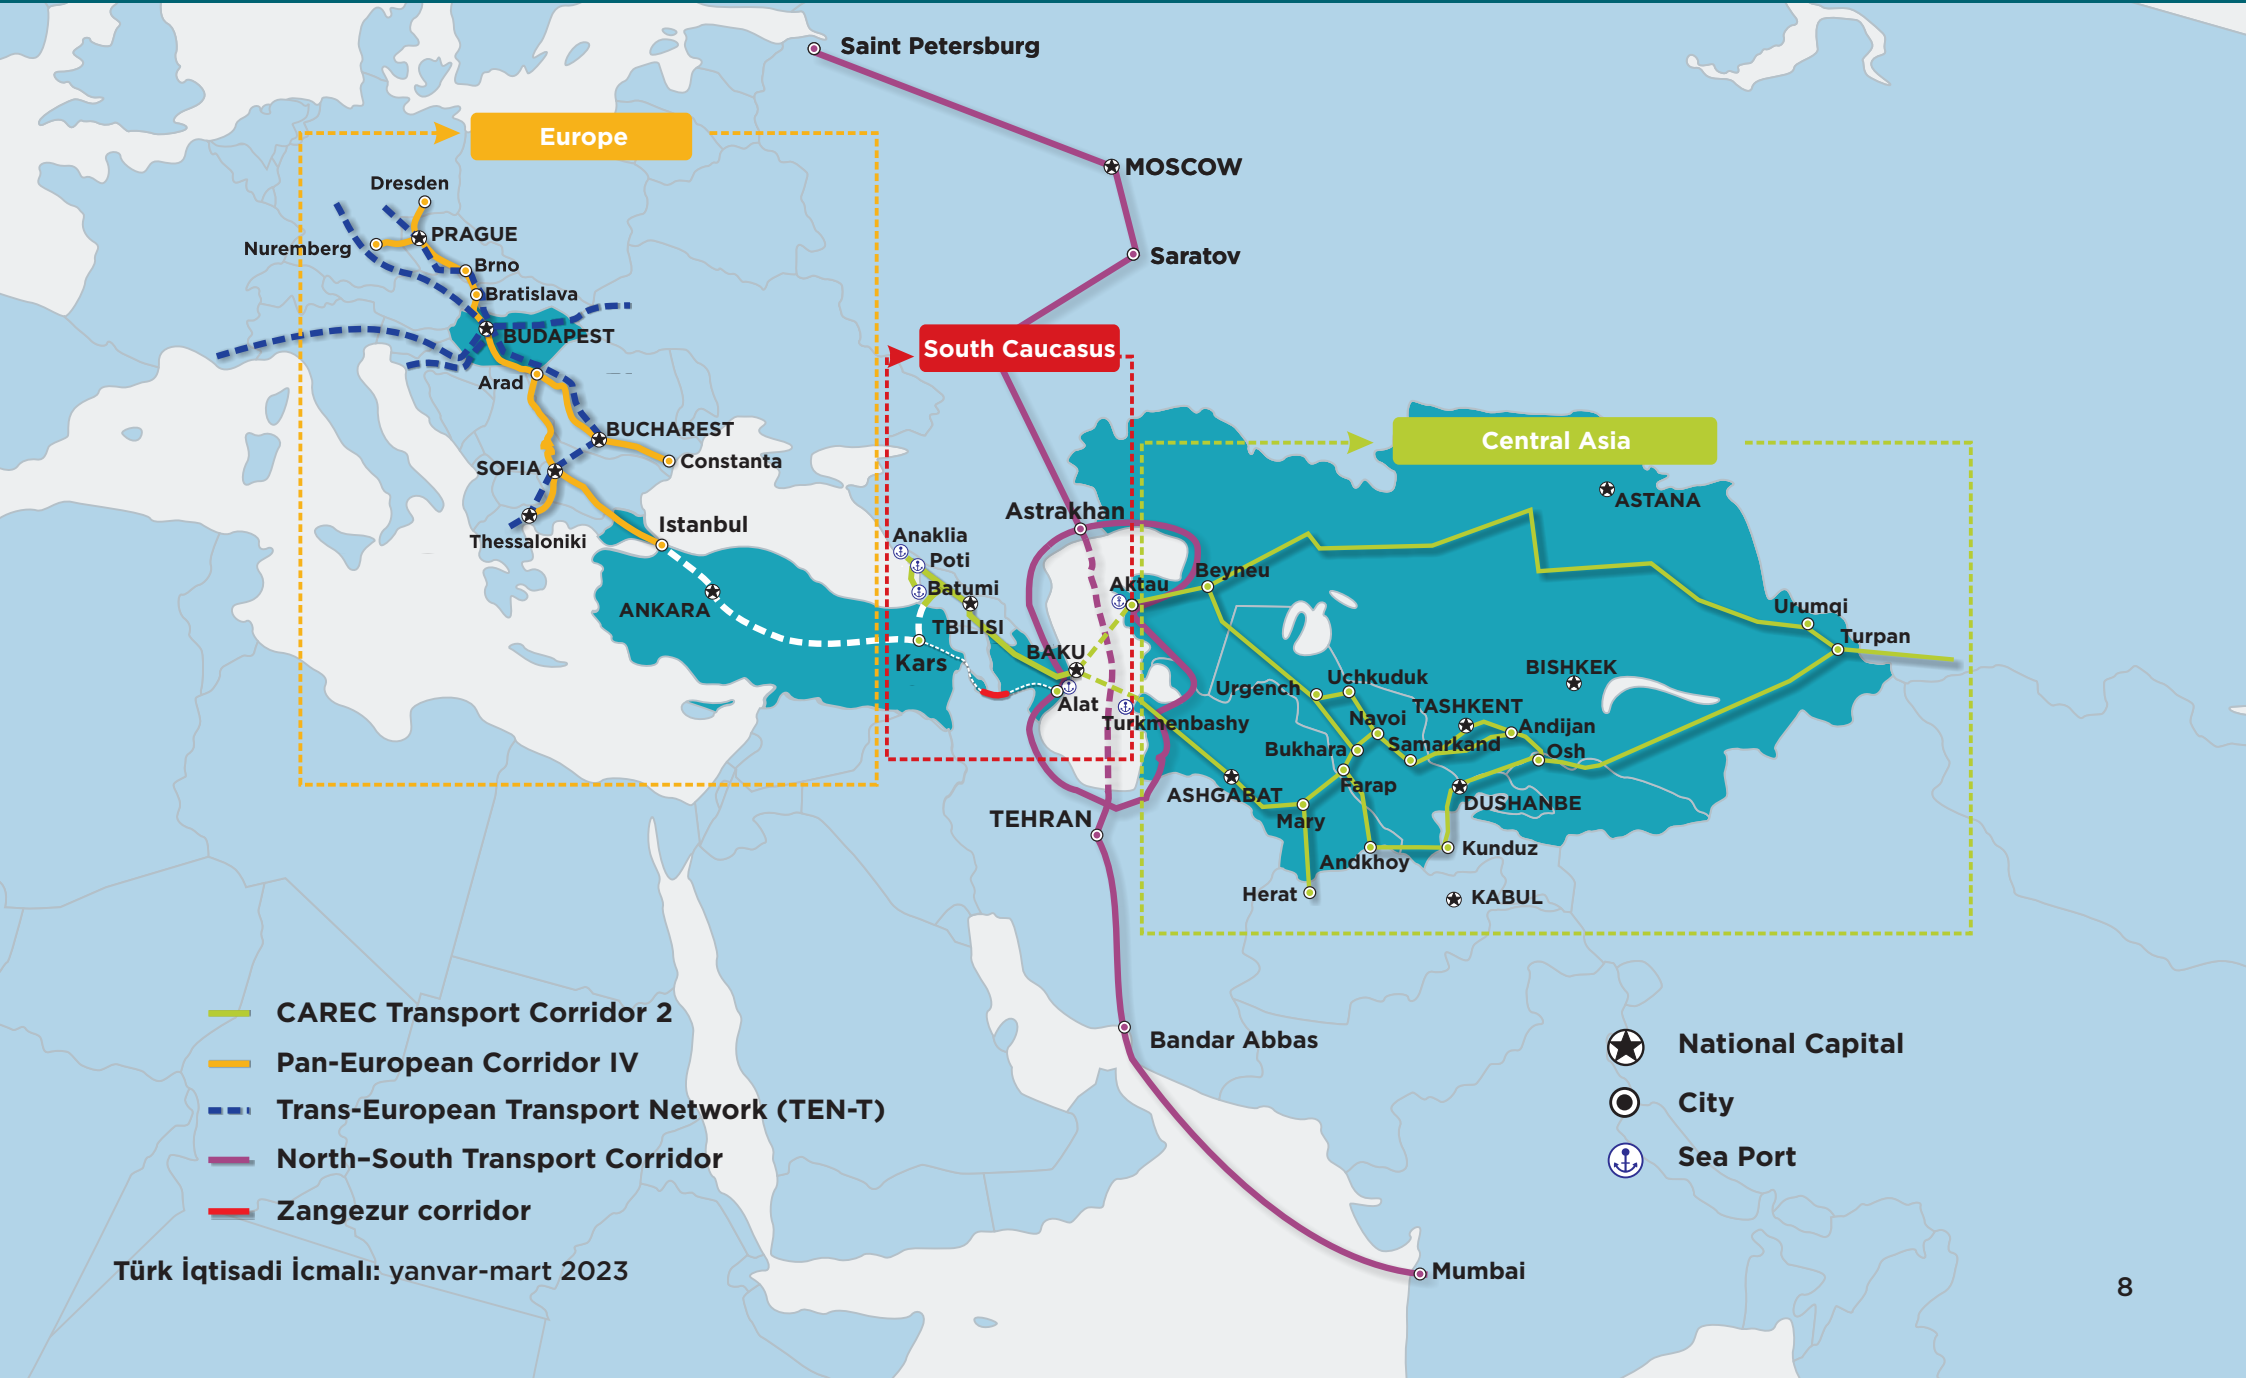 Saint Petersburg
Europe
MOSCOW
Dresden
PRAGUE
Nuremberg
Saratov
Brno
Bratislava
BUDAPEST
South Caucasus
Arad
BUCHAREST
Central Asia
SOFIA
Constanta
ASTANA
Astrakhan
Istanbul
Thessaloniki
Anaklia
Poti
Beyneu
Aktau
Batumi
ANKARA
Urumqi
TBILISI
Turpan
BAKU
Kars
BISHKEK
Uchkuduk
Urgench
Alat
TASHKENT
Turkmenbashy
Navoi
Andijan
Samarkand
Bukhara
Osh
Farap
ASHGABAT
DUSHANBE
TEHRAN
Mary
Kunduz
Andkhoy
Herat
KABUL
CAREC Transport Corridor 2
Bandar Abbas
National Capital
Pan-European Corridor IV
City
Trans-European Transport Network (TEN-T)
North–South Transport Corridor
Sea Port
Zangezur corridor
Türk İqtisadi İcmalı: yanvar-mart 2023
Mumbai
8